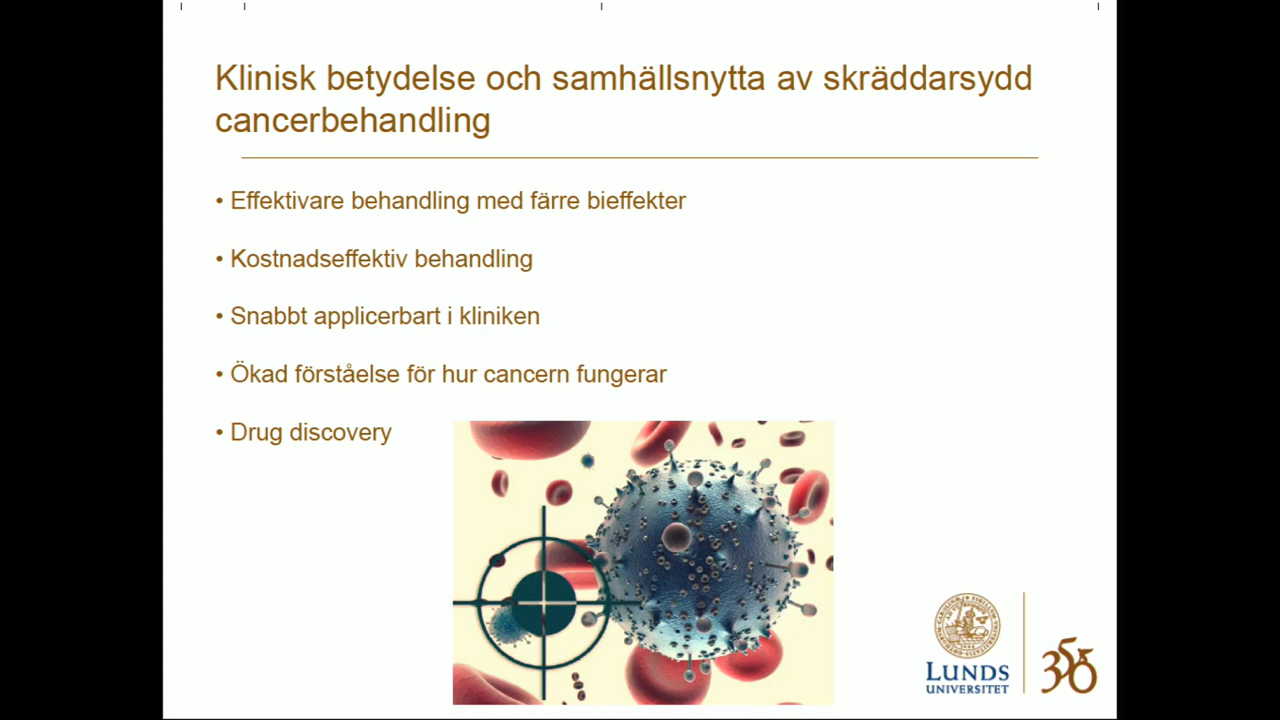 Klinisk betydelse och samhällsnytta av skräddarsydd
cancerbehandling
• Effektivare behandling med färre bieffekter
• Kostnadseffektiv behandling
• Snabbt applicerbart i kliniken
• Ökad förståelse för hur cancern fungerar
• Drug discovery
LUNDS
UNIVERSITET
350